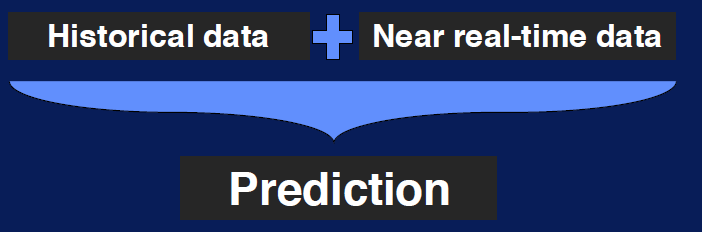 Historical data Near real-time data
Prediction